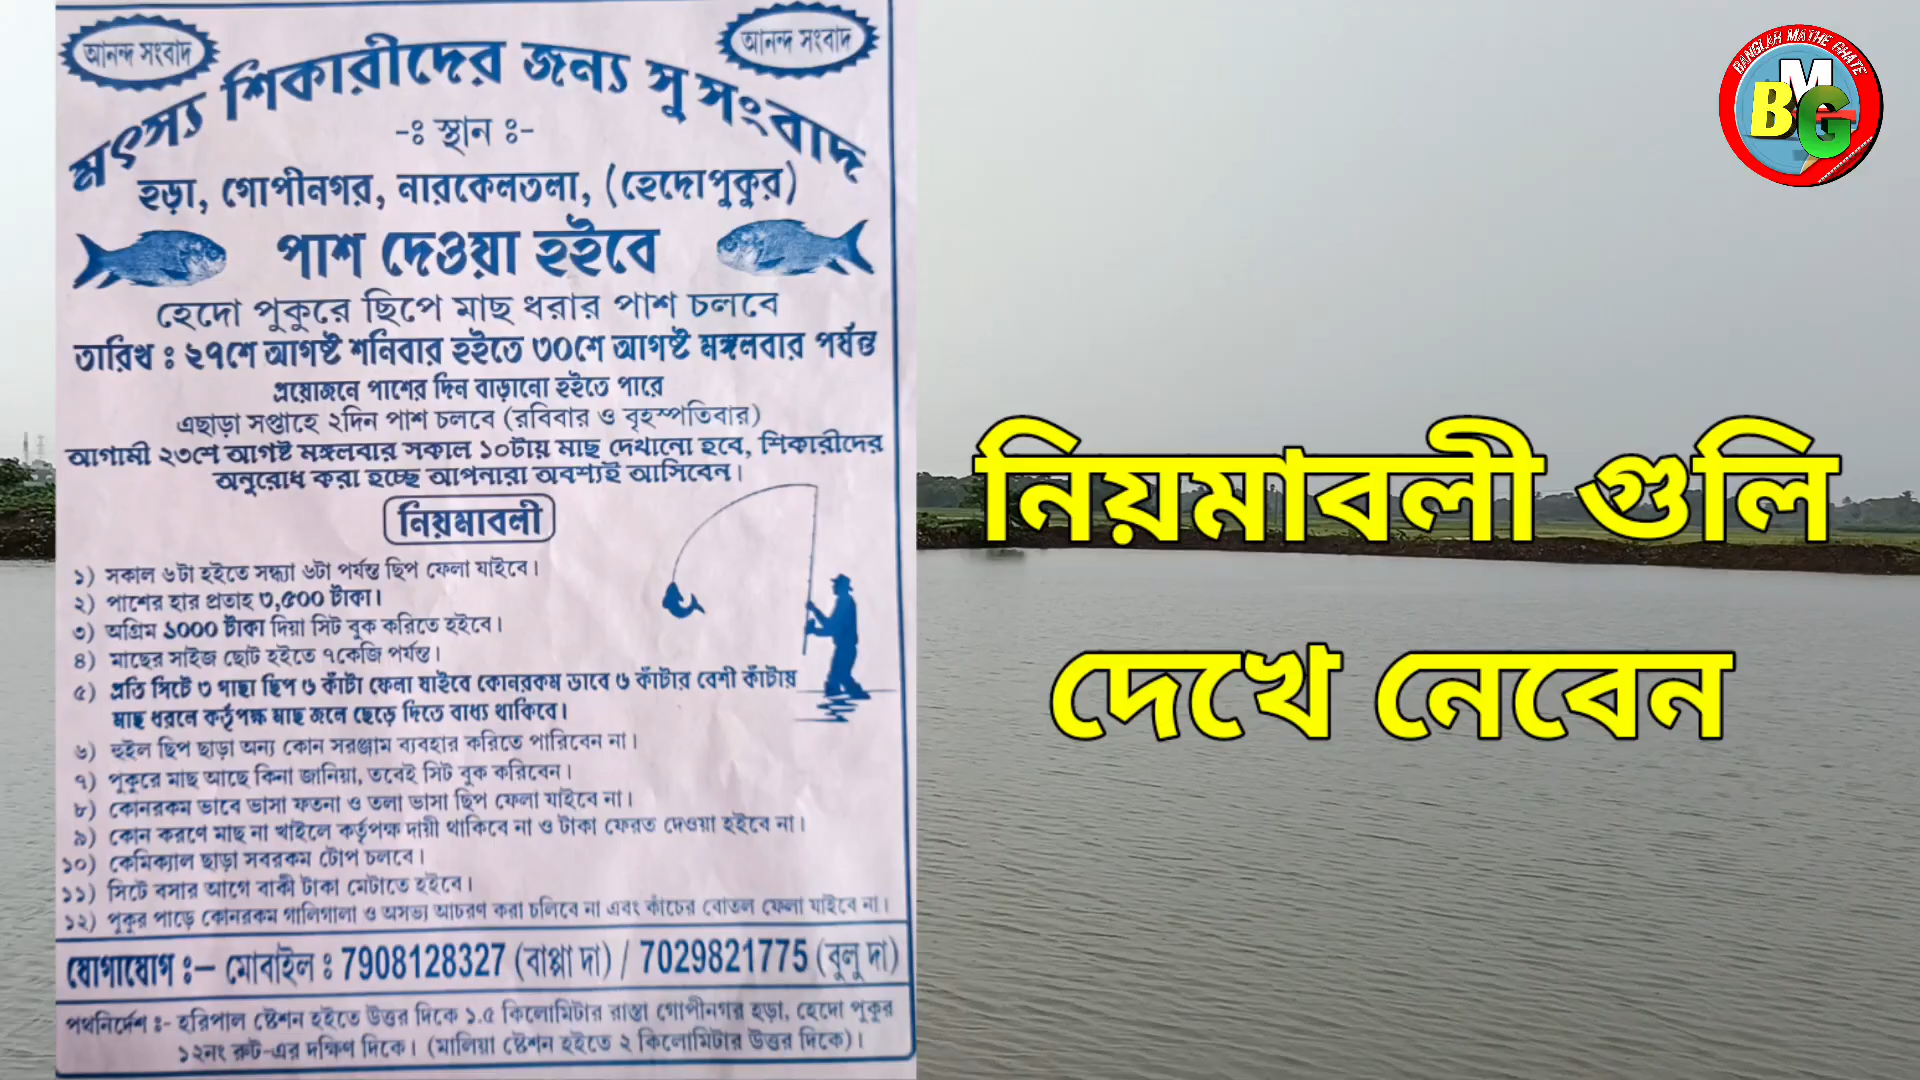 আনন্দ সংবাদ
আনন্দ সংবাদ
মৎস্য শিকারীদের জন্য সুসংবাদ
-ঃ স্থান ঃ-
হড়া, গোপীনগর, নারকেলতলা, (হেদোপুকুর)
পাশ দেওয়া হইবে
হেদো পুকুরে ছিপে মাছ ধরার পাশ চলবে
তারিখ : ২৭শে আগষ্ট শনিবার হইতে ৩০শে আগষ্ট মঙ্গলবার পর্যন্ত
প্রয়োজনে পাশের দিন বাড়ানো হইতে পারে
এছাড়া সপ্তাহে ২দিন পাশ চলবে (রবিবার ও বৃহস্পতিবার)
আগামী ২৩শে আগষ্ট মঙ্গলবার সকাল ১০টায় মাছ দেখানো হবে, শিকারীদের
অনুরোধ করা হচ্ছে আপনারা অবশ্যই আসিবেন।
নিয়মাবলী
১) সকাল ৬টা হইতে সন্ধ্যা ৬টা পর্যন্ত ছিপ ফেলা যাইবে।
২) পাশের হার প্রতাহ ৩,৫০০ টাকা।
৩) অগ্রিম ১০০০ টাকা দিয়া সিট বুক করিতে হইবে।
৪) মাছের সাইজ ছোট হইতে ৭কেজি পর্যন্ত।
৫) প্রতি সিটে ৩ গাছা ছিপ ৬ কাঁটা ফেলা যাইবে কোনরকম ভাবে ৬ কাঁটার বেশী কাঁটায়
মাছ ধরলে কর্তৃপক্ষ মাছ জলে ছেড়ে দিতে বাধ্য থাকিবে।
৬) হুইল ছিপ ছাড়া অন্য কোন সরঞ্জাম ব্যবহার করিতে পারিবেন না।
৭) পুকুরে মাছ আছে কিনা জানিয়া, তবেই সিট বুক করিবেন।
৮) কোনরকম ভাবে ভাসা ফতনা ও তলা ভাসা ছিপ ফেলা যাইবে না।
৯) কোন করণে মাছ না খাইলে কর্তৃপক্ষ দায়ী থাকিবে না ও টাকা ফেরত দেওয়া হইবে না।
১০) কেমিক্যাল ছাড়া সবরকম টোপ চলবে।
১১) সিটে বসার আগে বাকী টাকা মেটাতে হইবে।
১২) পুকুর পাড়ে কোনরকম গালিগালা ও অসভ্য আচরণ করা চলিবে না এবং কাঁচের বোতল ফেলা যাইবে না।
যোগাযোগ ঃ– মোবাইল ঃ 7908128327 (বাপ্পা দা) / 7029821775 (বুলু দা)
পথনির্দেশ ঃ- হরিপাল ষ্টেশন হইতে উত্তর দিকে ১.৫ কিলোমিটার রাস্তা গোপীনগর হড়া, হেদো পুকুর
১২নং রুট-এর দক্ষিণ দিকে। (মালিয়া ষ্টেশন হইতে ২ কিলোমিটার উত্তর দিকে)।
নিয়মাবলী গুলি
দেখে নেবেন
BANGLAR MATHE GHATE
BMG